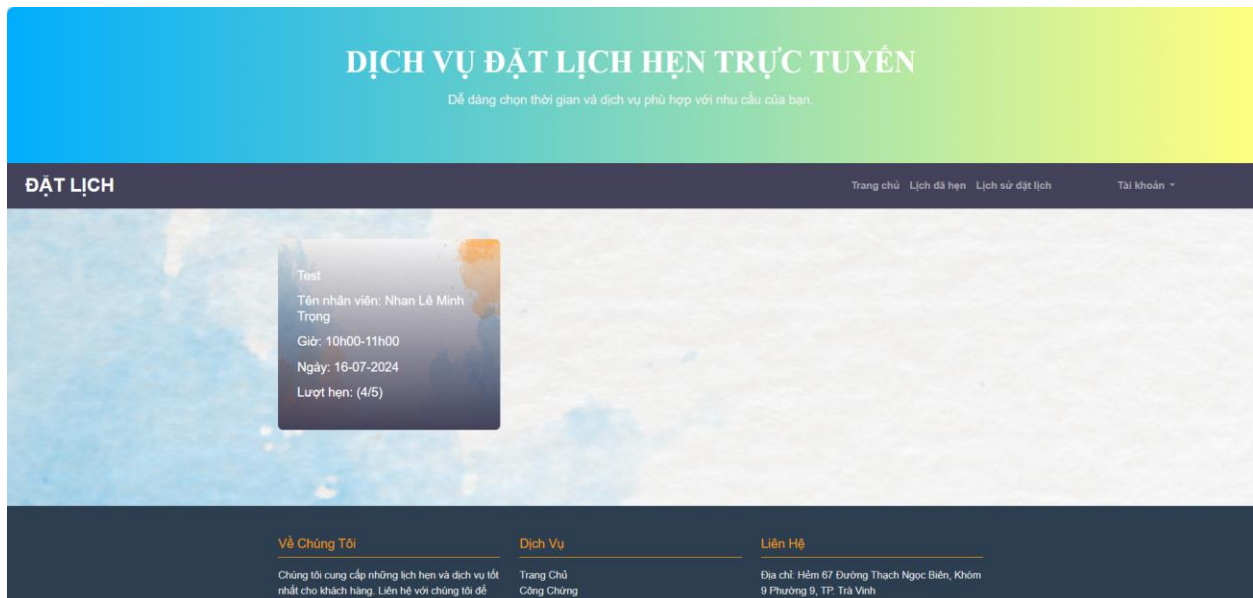 DỊCH VỤ ĐẶT LỊCH HẸN TRỰC TUYẾN
Dễ dàng chọn thời gian và dịch vụ phù hợp với nhu cầu của bạn.
ĐẶT LỊCH
Trang chủ Lịch đã hẹn Lịch sử đặt lịch Tài khoản
Test
Tên nhân viên: Nhan Lê Minh
Trọng
Giờ: 10h00-11h00
Ngày: 16-07-2024
Lượt hẹn: (4/5)
Về Chúng Tôi
Chúng tôi cung cấp những lịch hẹn và dịch vụ tốt
nhất cho khách hàng. Liên hệ với chúng tôi để
Dịch Vụ
Trang Chủ
Công Chứng
Liên Hệ
Địa chỉ: Hẻm 67 Đường Thạch Ngọc Biên, Khóm
9 Phường 9, TP. Trà Vinh